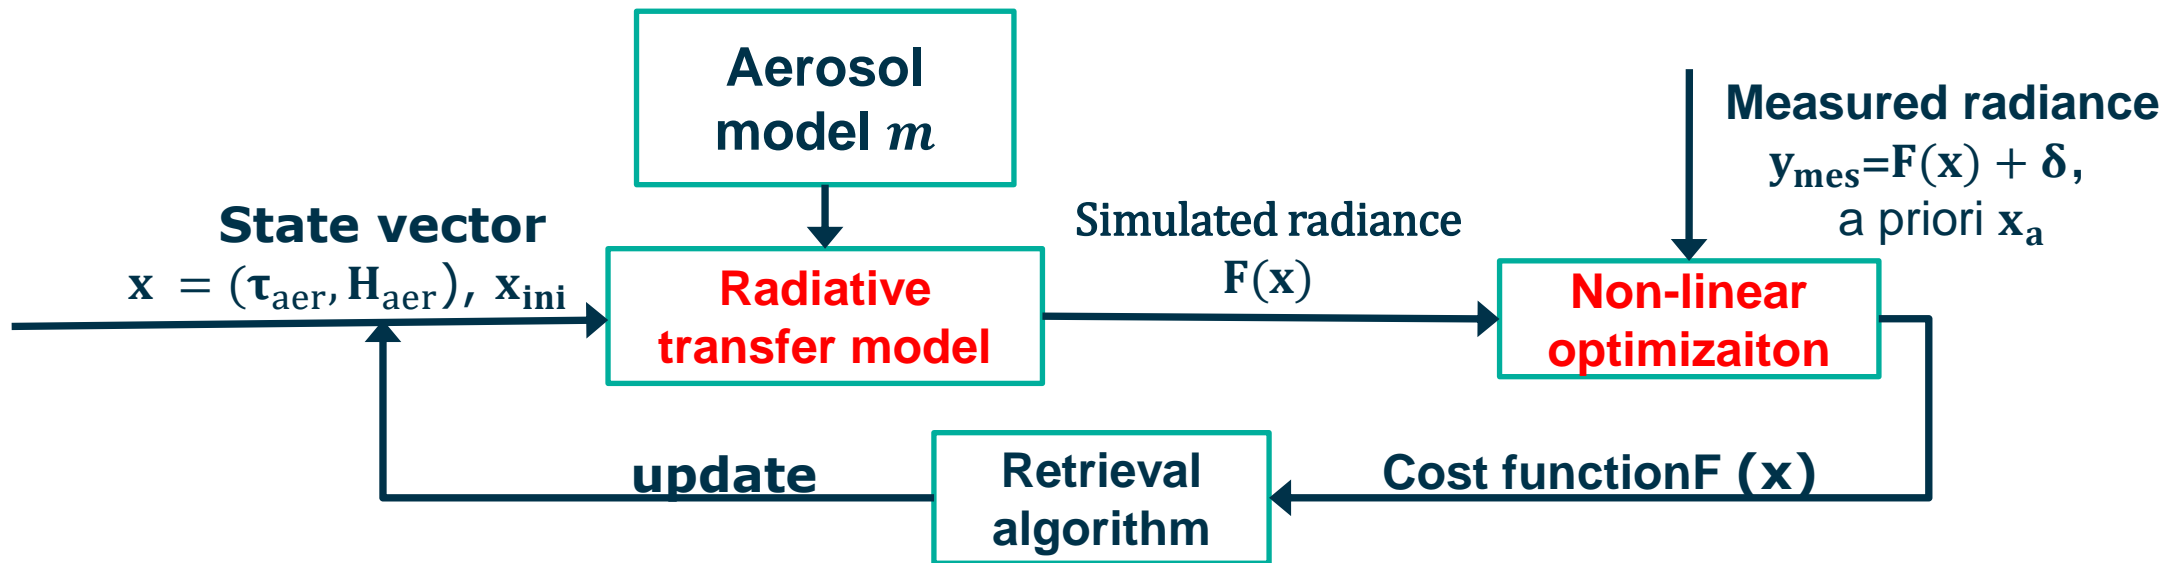 Aerosol
model m
Measured radiance
y_mes=F(x) + δ,
a priori x_a
State vector
x = (τ_aer, H_aer), x_ini
Simulated radiance
F(x)
Radiative
transfer model
Non-linear
optimizaiton
update
Retrieval
algorithm
Cost functionF (x)